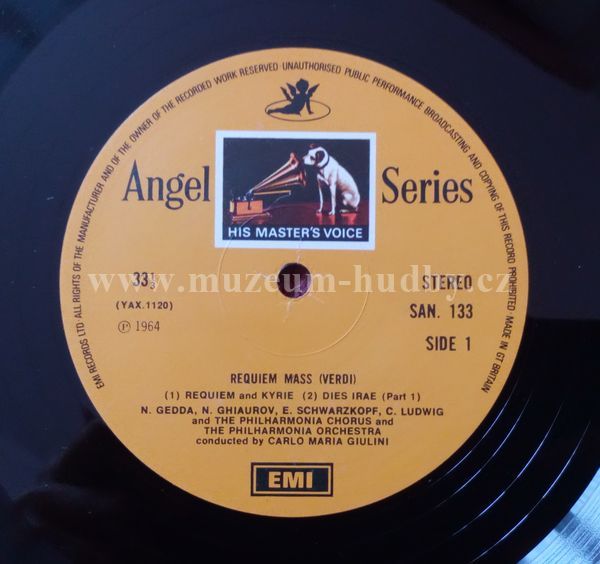 EMI RECORDS LTD. ALL RIGHTS OF THE MANUFACTURER AND OF THE OWNER OF THE RECORDED WORK RESERVED UNAUTHORISED PUBLIC PERFORMANCE BROADCASTING AND COPYING OF THIS RECORD PROHIBITED MADE IN GT BRITAIN
Angel Series
HIS MASTER'S VOICE
www.muzeum-hudby.cz
33⅓ STEREO
(YAX.1120) SAN. 133
Ⓟ 1964 SIDE 1
REQUIEM MASS (VERDI)
(1) REQUIEM and KYRIE (2) DIES IRAE (Part 1)
N. GEDDA, N. GHIAUROV, E. SCHWARZKOPF, C. LUDWIG
and THE PHILHARMONIA CHORUS and
THE PHILHARMONIA ORCHESTRA
conducted by CARLO MARIA GIULINI
EMI